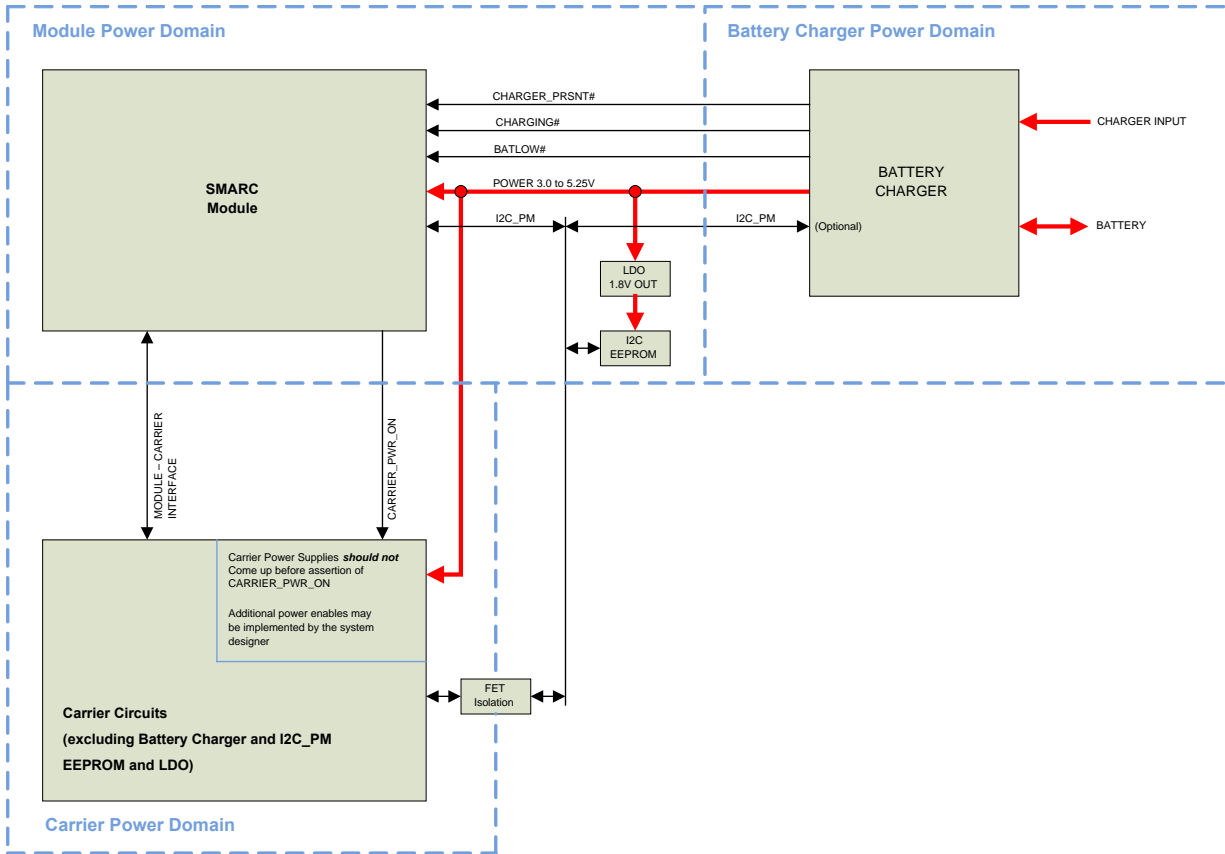 Module Power Domain
Battery Charger Power Domain
CHARGER_PRSNT#
CHARGING#
BATLOW#
POWER 3.0 to 5.25V
I2C_PM
I2C_PM
SMARC
Module
BATTERY
CHARGER
(Optional)
CHARGER INPUT
BATTERY
LDO
1.8V OUT
I2C
EEPROM
MODULE – CARRIER
INTERFACE
CARRIER_PWR_ON
Carrier Power Supplies should not
Come up before assertion of
CARRIER_PWR_ON
Additional power enables may
be implemented by the system
designer
FET
Isolation
Carrier Circuits
(excluding Battery Charger and I2C_PM
EEPROM and LDO)
Carrier Power Domain